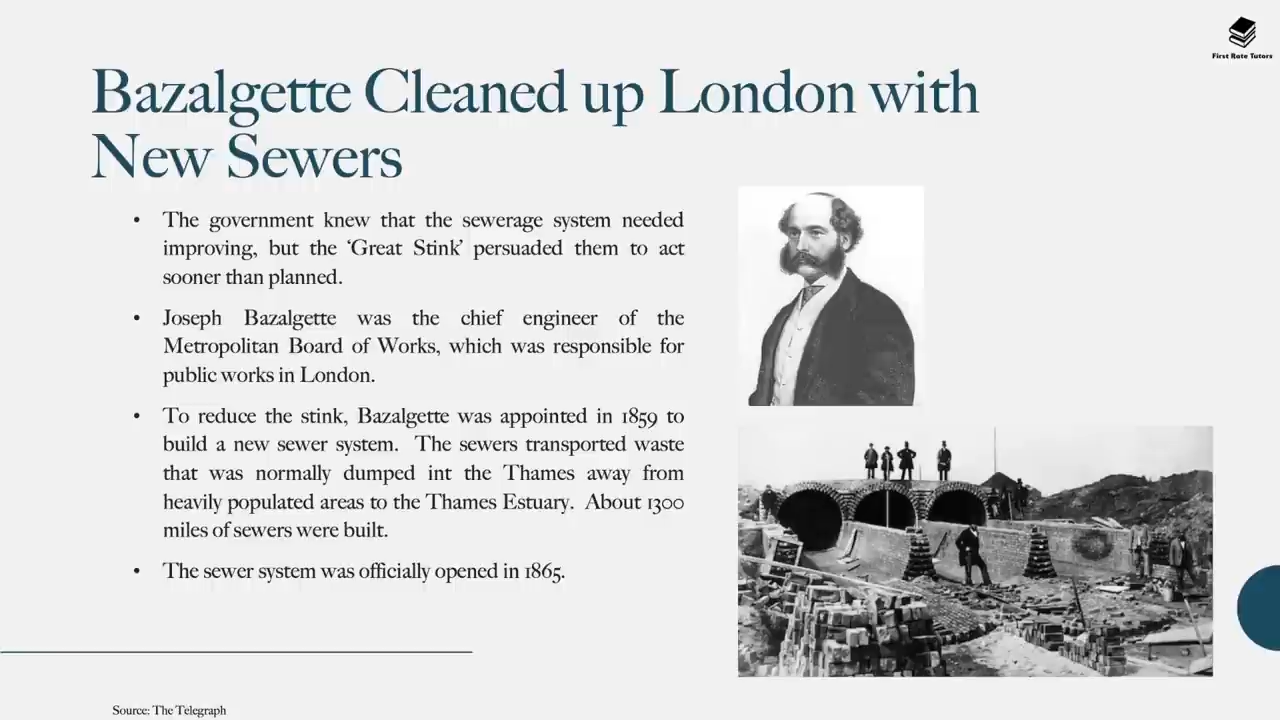 First Rate Tutors
Bazalgette Cleaned up London with
New Sewers
• The government knew that the sewerage system needed
improving, but the ‘Great Stink’ persuaded them to act
sooner than planned.
• Joseph Bazalgette was the chief engineer of the
Metropolitan Board of Works, which was responsible for
public works in London.
• To reduce the stink, Bazalgette was appointed in 1859 to
build a new sewer system. The sewers transported waste
that was normally dumped int the Thames away from
heavily populated areas to the Thames Estuary. About 1300
miles of sewers were built.
• The sewer system was officially opened in 1865.
Source: The Telegraph